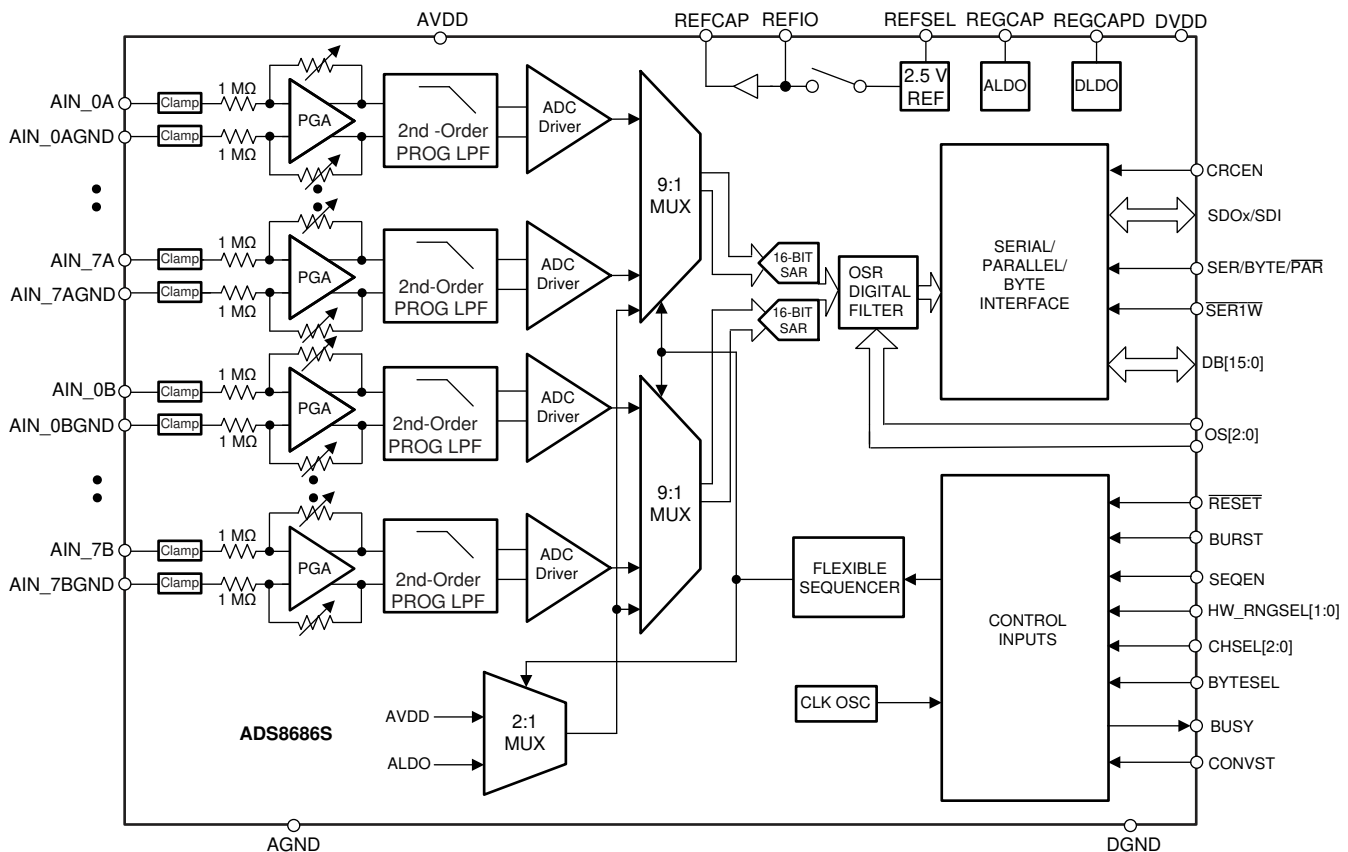 AVDD
REFCAP
REFIO
REFSEL
REGCAP
REGCAPD
DVDD
2.5 V
REF
ALDO
DLDO
AIN_0A
Clamp
1 MΩ
PGA
2nd -Order
PROG LPF
ADC
Driver
AIN_0AGND
Clamp
1 MΩ
AIN_7A
Clamp
1 MΩ
PGA
2nd-Order
PROG LPF
ADC
Driver
AIN_7AGND
Clamp
1 MΩ
9:1
MUX
AIN_0B
Clamp
1 MΩ
PGA
2nd-Order
PROG LPF
ADC
Driver
AIN_0BGND
Clamp
1 MΩ
AIN_7B
Clamp
1 MΩ
PGA
2nd-Order
PROG LPF
ADC
Driver
AIN_7BGND
Clamp
1 MΩ
9:1
MUX
16-BIT
SAR
16-BIT
SAR
OSR
DIGITAL
FILTER
SERIAL/
PARALLEL/
BYTE
INTERFACE
CRCEN
SDOx/SDI
SER/BYTE/PAR
SER1W
DB[15:0]
OS[2:0]
FLEXIBLE
SEQUENCER
CLK OSC
CONTROL
INPUTS
RESET
BURST
SEQEN
HW_RNGSEL[1:0]
CHSEL[2:0]
BYTESEL
BUSY
CONVST
ADS8686S
AVDD
ALDO
2:1
MUX
AGND
DGND